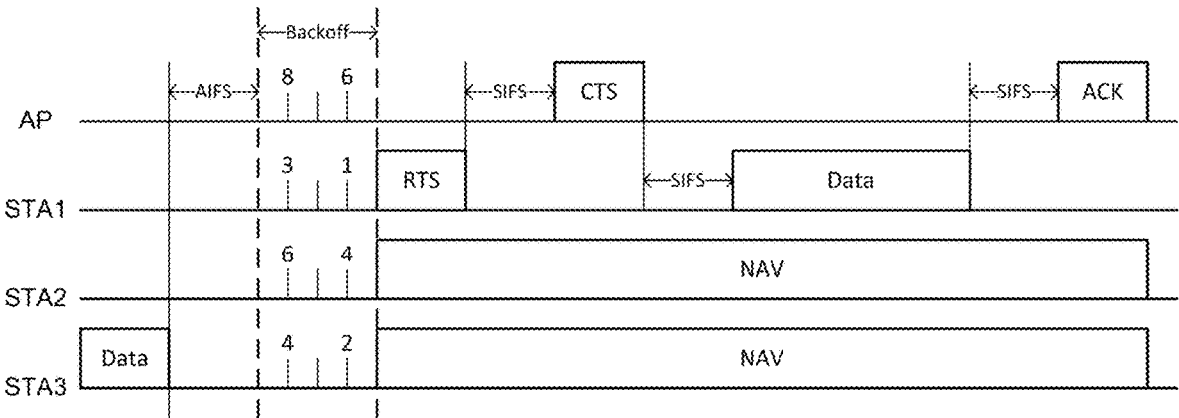 Backoff
AIFS
8
6
SIFS
CTS
SIFS
ACK
AP
3
1
RTS
SIFS
Data
STA1
6
4
NAV
STA2
Data
4
2
NAV
STA3